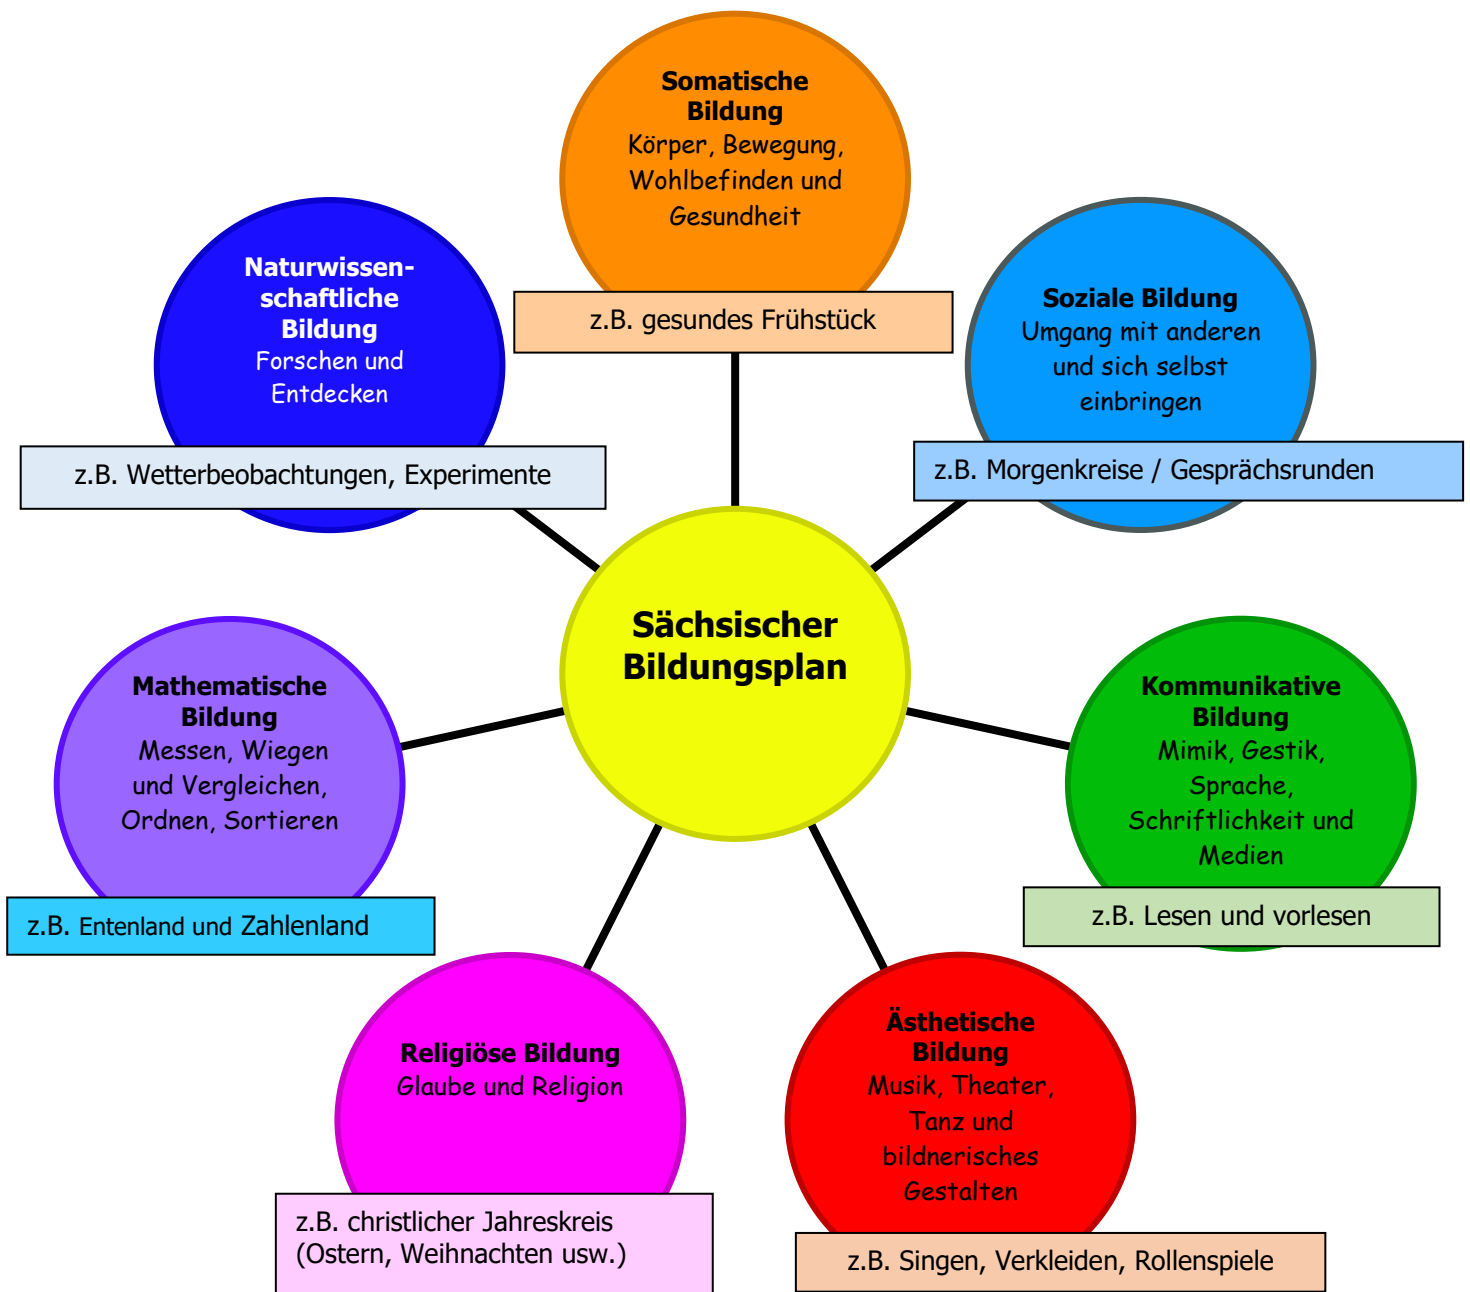 Somatische
Bildung
Körper, Bewegung,
Wohlbefinden und
Gesundheit
z.B. gesundes Frühstück
Naturwissen-
schaftliche
Bildung
Forschen und
Entdecken
z.B. Wetterbeobachtungen, Experimente
Soziale Bildung
Umgang mit anderen
und sich selbst
einbringen
z.B. Morgenkreise / Gesprächsrunden
Sächsischer
Bildungsplan
Mathematische
Bildung
Messen, Wiegen
und Vergleichen,
Ordnen, Sortieren
z.B. Entenland und Zahlenland
Kommunikative
Bildung
Mimik, Gestik,
Sprache,
Schriftlichkeit und
Medien
z.B. Lesen und vorlesen
Religiöse Bildung
Glaube und Religion
z.B. christlicher Jahreskreis
(Ostern, Weihnachten usw.)
Ästhetische
Bildung
Musik, Theater,
Tanz und
bildnerisches
Gestalten
z.B. Singen, Verkleiden, Rollenspiele